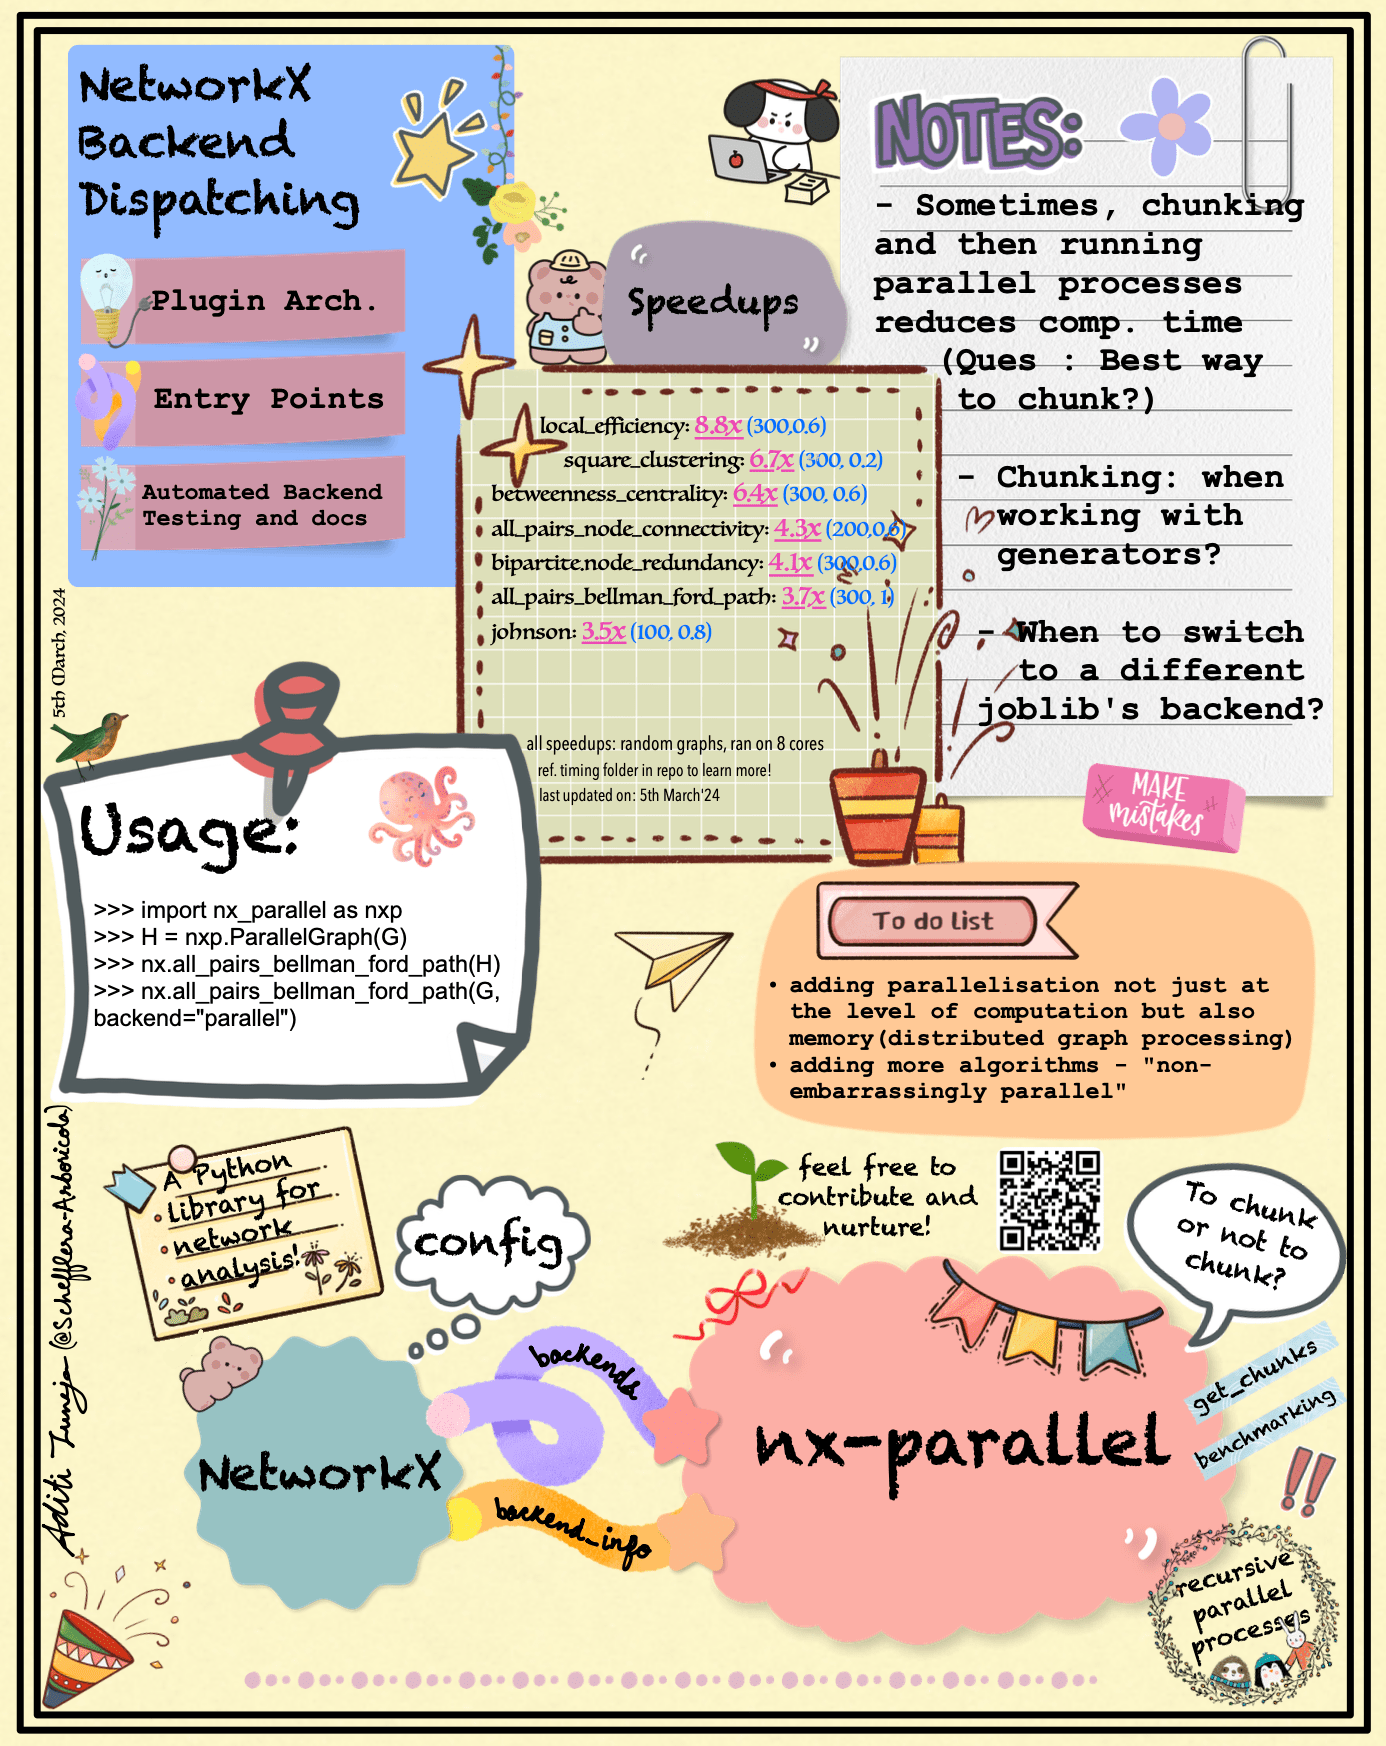 NetworkX
Backend
Dispatching
Plugin Arch.
Entry Points
Automated Backend
Testing and docs
5th March, 2024
Speedups
local_efficiency: 8.8x (300,0.6)
square_clustering: 6.7x (300, 0.2)
betweenness_centrality: 6.4x (300, 0.6)
all_pairs_node_connectivity: 4.3x (200,0.6)
bipartite.node_redundancy: 4.1x (300,0.6)
all_pairs_bellman_ford_path: 3.7x (300, 1)
johnson: 3.5x (100, 0.8)
all speedups: random graphs, ran on 8 cores
ref. timing folder in repo to learn more!
last updated on: 5th March'24
NOTES:
- Sometimes, chunking
and then running
parallel processes
reduces comp. time
(Ques : Best way
to chunk?)
- Chunking: when
working with
generators?
- When to switch
to a different
joblib's backend?
MAKE
mistakes
Usage:
>>> import nx_parallel as nxp
>>> H = nxp.ParallelGraph(G)
>>> nx.all_pairs_bellman_ford_path(H)
>>> nx.all_pairs_bellman_ford_path(G,
backend="parallel")
To do list
• adding parallelisation not just at
the level of computation but also
memory(distributed graph processing)
• adding more algorithms - "non-
embarrassingly parallel"
Aditi Juneja (@Schefflera-Arboricola)
A Python
library for
network
analysis!
config
feel free to
contribute and
nurture!
To chunk
or not to
chunk?
NetworkX
backends
backend_info
nx-parallel
get_chunks
benchmarking
recursive
parallel
processes